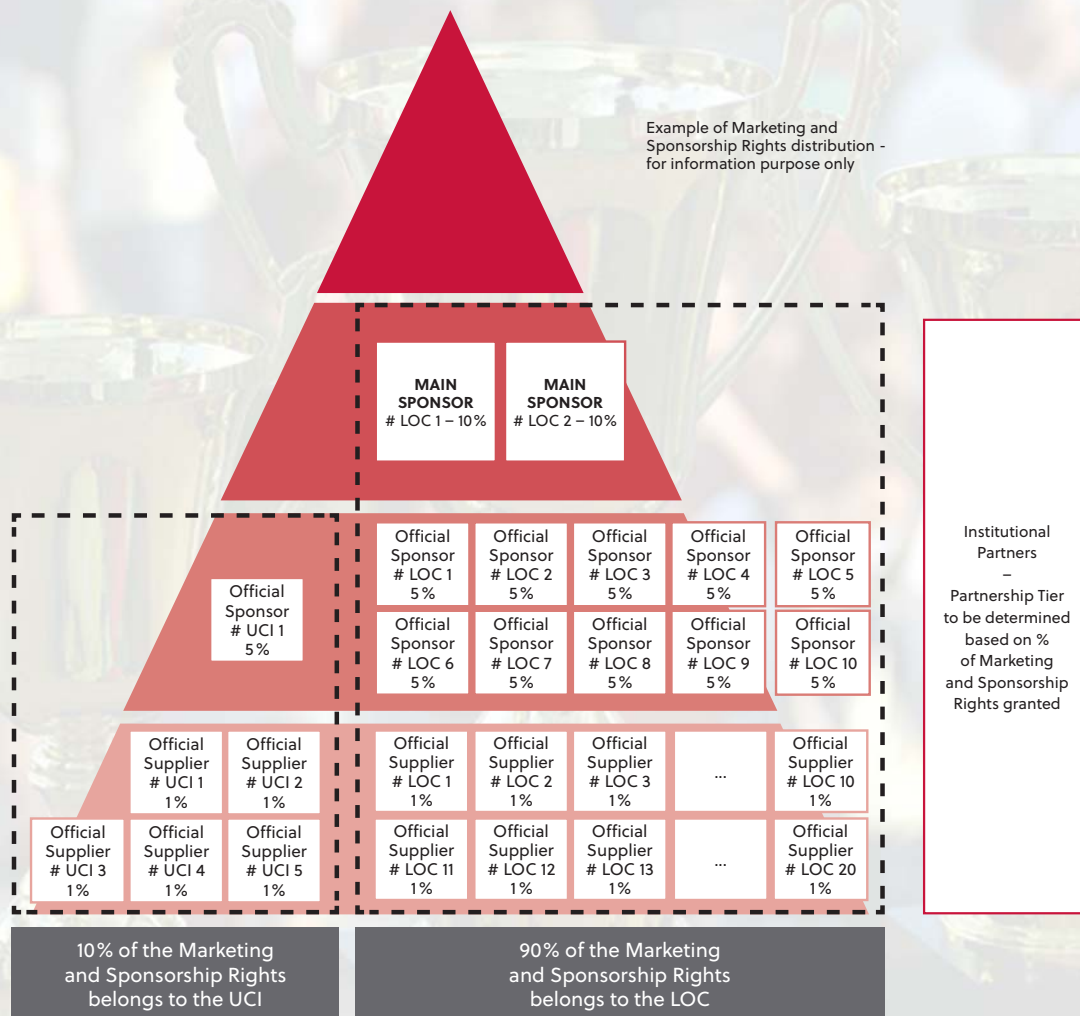 Example of Marketing and
Sponsorship Rights distribution -
for information purpose only
MAIN
SPONSOR
# LOC 1 – 10%
MAIN
SPONSOR
# LOC 2 – 10%
Official
Sponsor
# UCI 1
5%
Official
Sponsor
# LOC 1
5%
Official
Sponsor
# LOC 2
5%
Official
Sponsor
# LOC 3
5%
Official
Sponsor
# LOC 4
5%
Official
Sponsor
# LOC 5
5%
Official
Sponsor
# LOC 6
5%
Official
Sponsor
# LOC 7
5%
Official
Sponsor
# LOC 8
5%
Official
Sponsor
# LOC 9
5%
Official
Sponsor
# LOC 10
5%
Official
Supplier
# UCI 1
1%
Official
Supplier
# UCI 2
1%
Official
Supplier
# UCI 3
1%
Official
Supplier
# UCI 4
1%
Official
Supplier
# UCI 5
1%
Official
Supplier
# LOC 1
1%
Official
Supplier
# LOC 2
1%
Official
Supplier
# LOC 3
1%
...
Official
Supplier
# LOC 10
1%
Official
Supplier
# LOC 11
1%
Official
Supplier
# LOC 12
1%
Official
Supplier
# LOC 13
1%
...
Official
Supplier
# LOC 20
1%
Institutional
Partners
–
Partnership Tier
to be determined
based on %
of Marketing
and Sponsorship
Rights granted
10% of the Marketing
and Sponsorship Rights
belongs to the UCI
90% of the Marketing
and Sponsorship Rights
belongs to the LOC